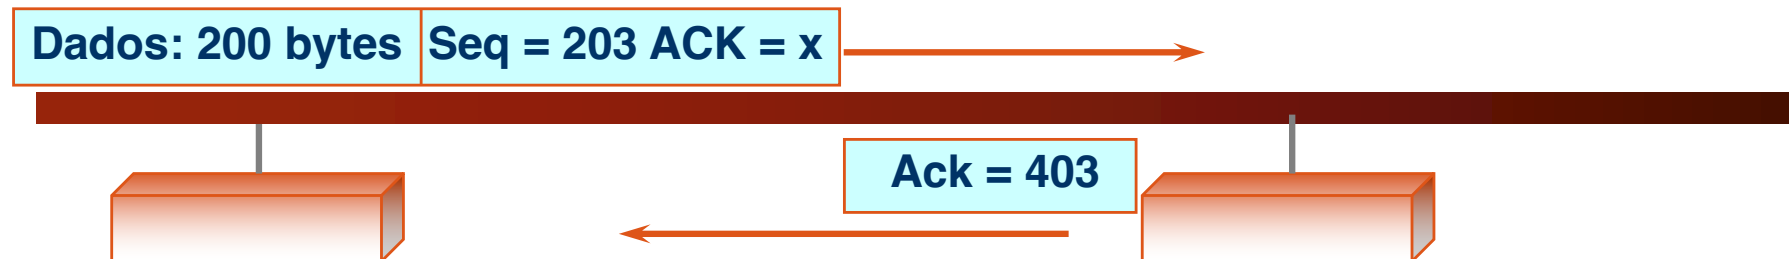 Dados: 200 bytes Seq = 203 ACK = x
Ack = 403